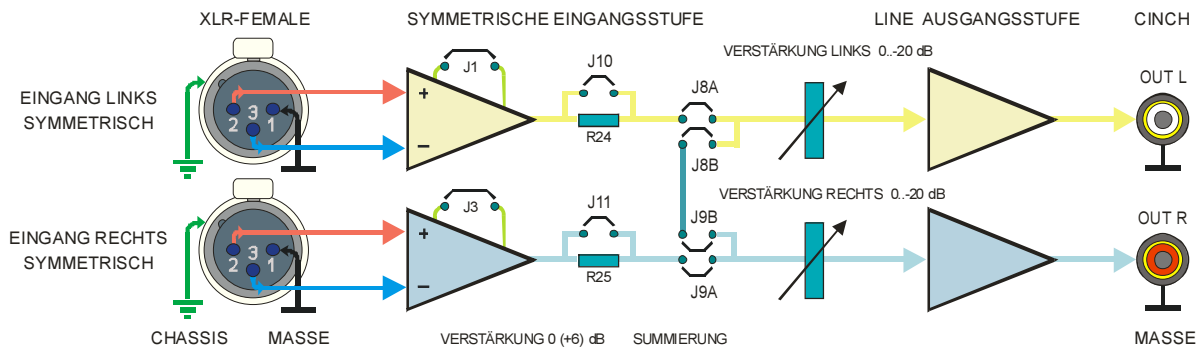 XLR-FEMALE SYMMETRISCHE EINGANGSSTUFE LINE AUSGANGSSTUFE CINCH
VERSTÄRKUNG LINKS 0..-20 dB
J1 J10
OUT L
EINGANG LINKS
SYMMETRISCH
2 3 1
+
−
R24
J8A
J8B
VERSTÄRKUNG RECHTS 0..-20 dB
J3 J11
J9B
OUT R
EINGANG RECHTS
SYMMETRISCH
2 3 1
+
−
R25
J9A
CHASSIS MASSE VERSTÄRKUNG 0 (+6) dB SUMMIERUNG MASSE